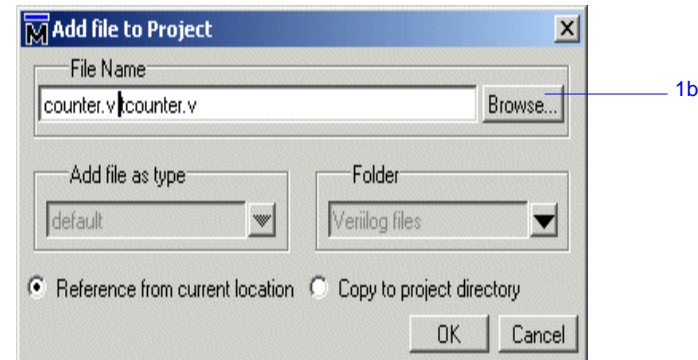 Add file to Project
File Name
counter.v tcounter.v
Browse...
1b
Add file as type
Folder
default
Veriilog files
Reference from current location
Copy to project directory
OK
Cancel